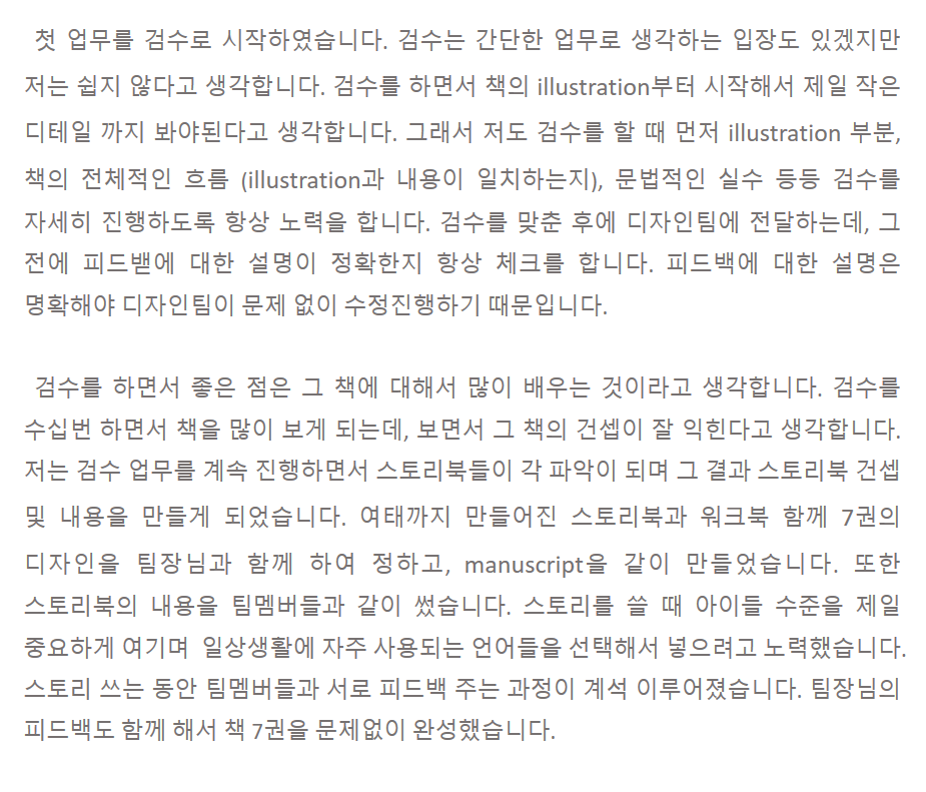 첫 업무를 검수로 시작하였습니다. 검수는 간단한 업무로 생각하는 입장도 있겠지만
저는 쉽지 않다고 생각합니다. 검수를 하면서 책의 illustration부터 시작해서 제일 작은
디테일 까지 봐야된다고 생각합니다. 그래서 저도 검수를 할 때 먼저 illustration 부분,
책의 전체적인 흐름 (illustration과 내용이 일치하는지), 문법적인 실수 등등 검수를
자세히 진행하도록 항상 노력을 합니다. 검수를 맞춘 후에 디자인팀에 전달하는데, 그
전에 피드밷에 대한 설명이 정확한지 항상 체크를 합니다. 피드백에 대한 설명은
명확해야 디자인팀이 문제 없이 수정진행하기 때문입니다.
검수를 하면서 좋은 점은 그 책에 대해서 많이 배우는 것이라고 생각합니다. 검수를
수십번 하면서 책을 많이 보게 되는데, 보면서 그 책의 건셉이 잘 익힌다고 생각합니다.
저는 검수 업무를 계속 진행하면서 스토리북들이 각 파악이 되며 그 결과 스토리북 건셉
및 내용을 만들게 되었습니다. 여태까지 만들어진 스토리북과 워크북 함께 7권의
디자인을 팀장님과 함께 하여 정하고, manuscript을 같이 만들었습니다. 또한
스토리북의 내용을 팀멤버들과 같이 썼습니다. 스토리를 쓸 때 아이들 수준을 제일
중요하게 여기며 일상생활에 자주 사용되는 언어들을 선택해서 넣으려고 노력했습니다.
스토리 쓰는 동안 팀멤버들과 서로 피드백 주는 과정이 계석 이루어졌습니다. 팀장님의
피드백도 함께 해서 책 7권을 문제없이 완성했습니다.